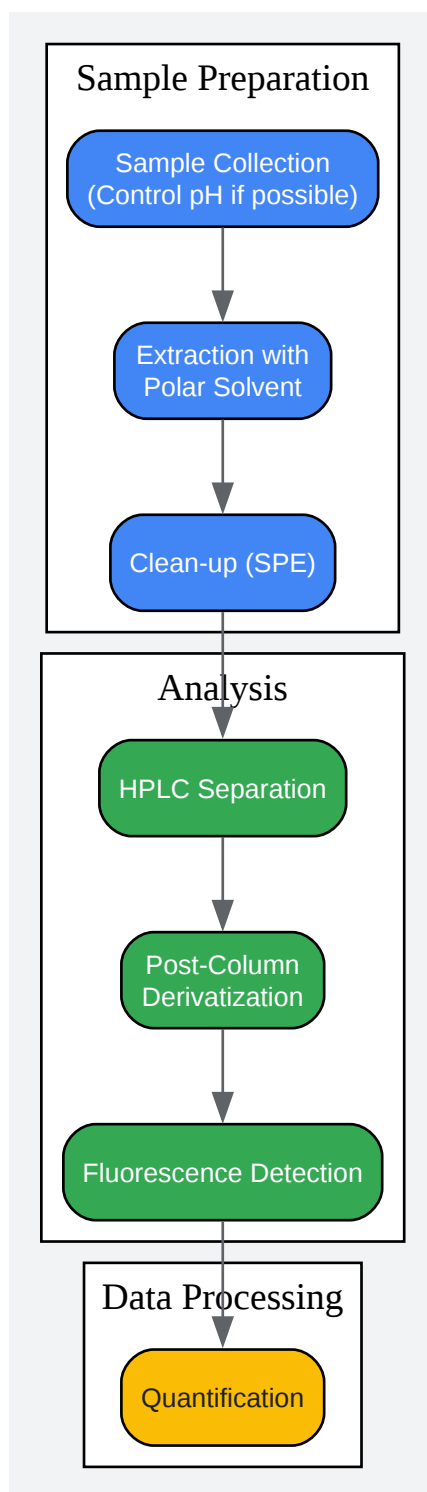 Sample Preparation
Sample Collection
(Control pH if possible)
Extraction with
Polar Solvent
Clean-up (SPE)
Analysis
HPLC Separation
Post-Column
Derivatization
Fluorescence Detection
Data Processing
Quantification